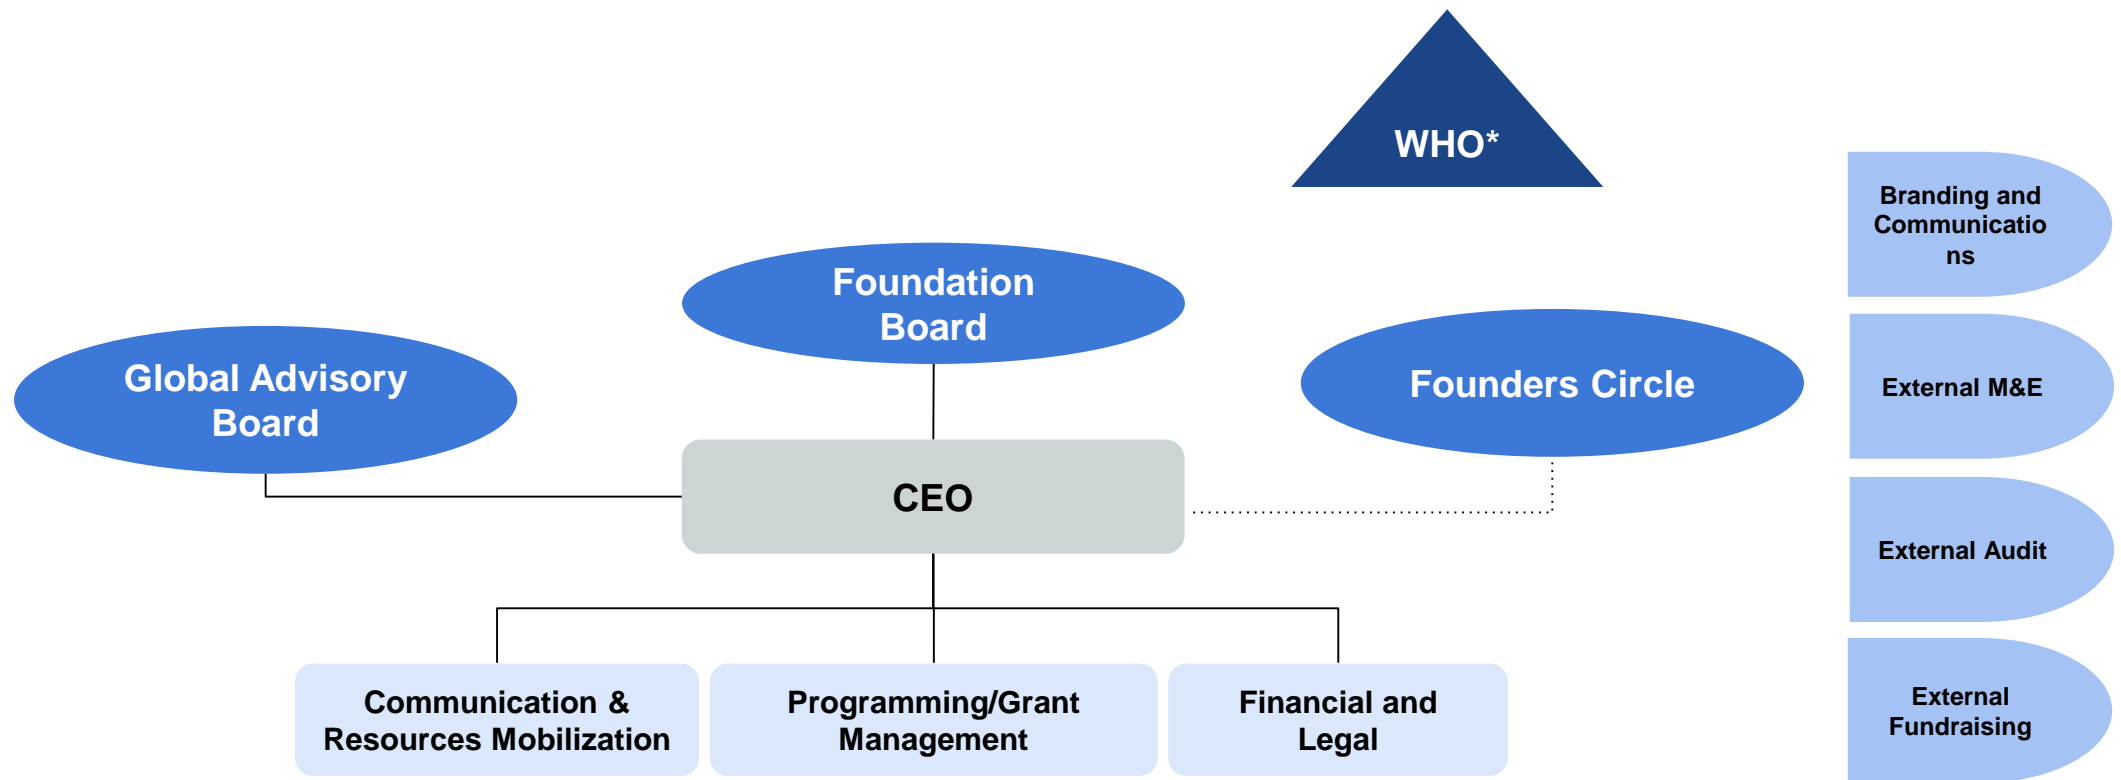 WHO*
Branding and
Communicatio
ns
Foundation
Board
Global Advisory
Board
Founders Circle
External M&E
CEO
External Audit
Communication &
Resources Mobilization
Programming/Grant
Management
Financial and
Legal
External
Fundraising